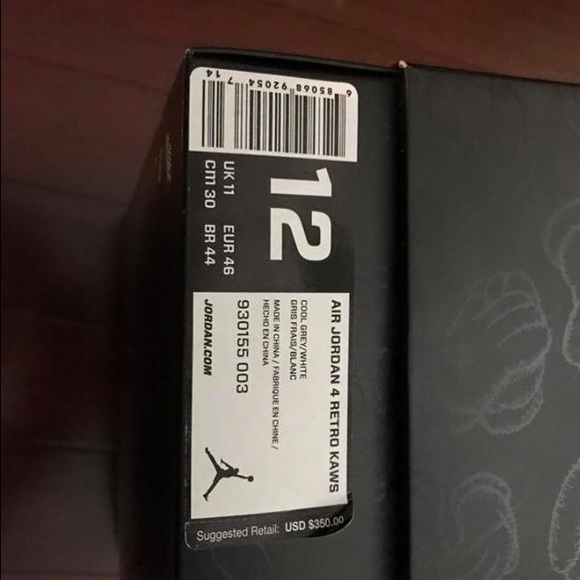 6 85068 92054 7 14
12
UK 11 EUR 46
cm 30 BR 44
AIR JORDAN 4 RETRO KAWS
COOL GREY/WHITE
GRIS FRAIS/BLANC
MADE IN CHINA / FABRIQUE EN CHINE /
HECHO EN CHINA
930155 003
JORDAN.COM
Suggested Retail: USD $350.00